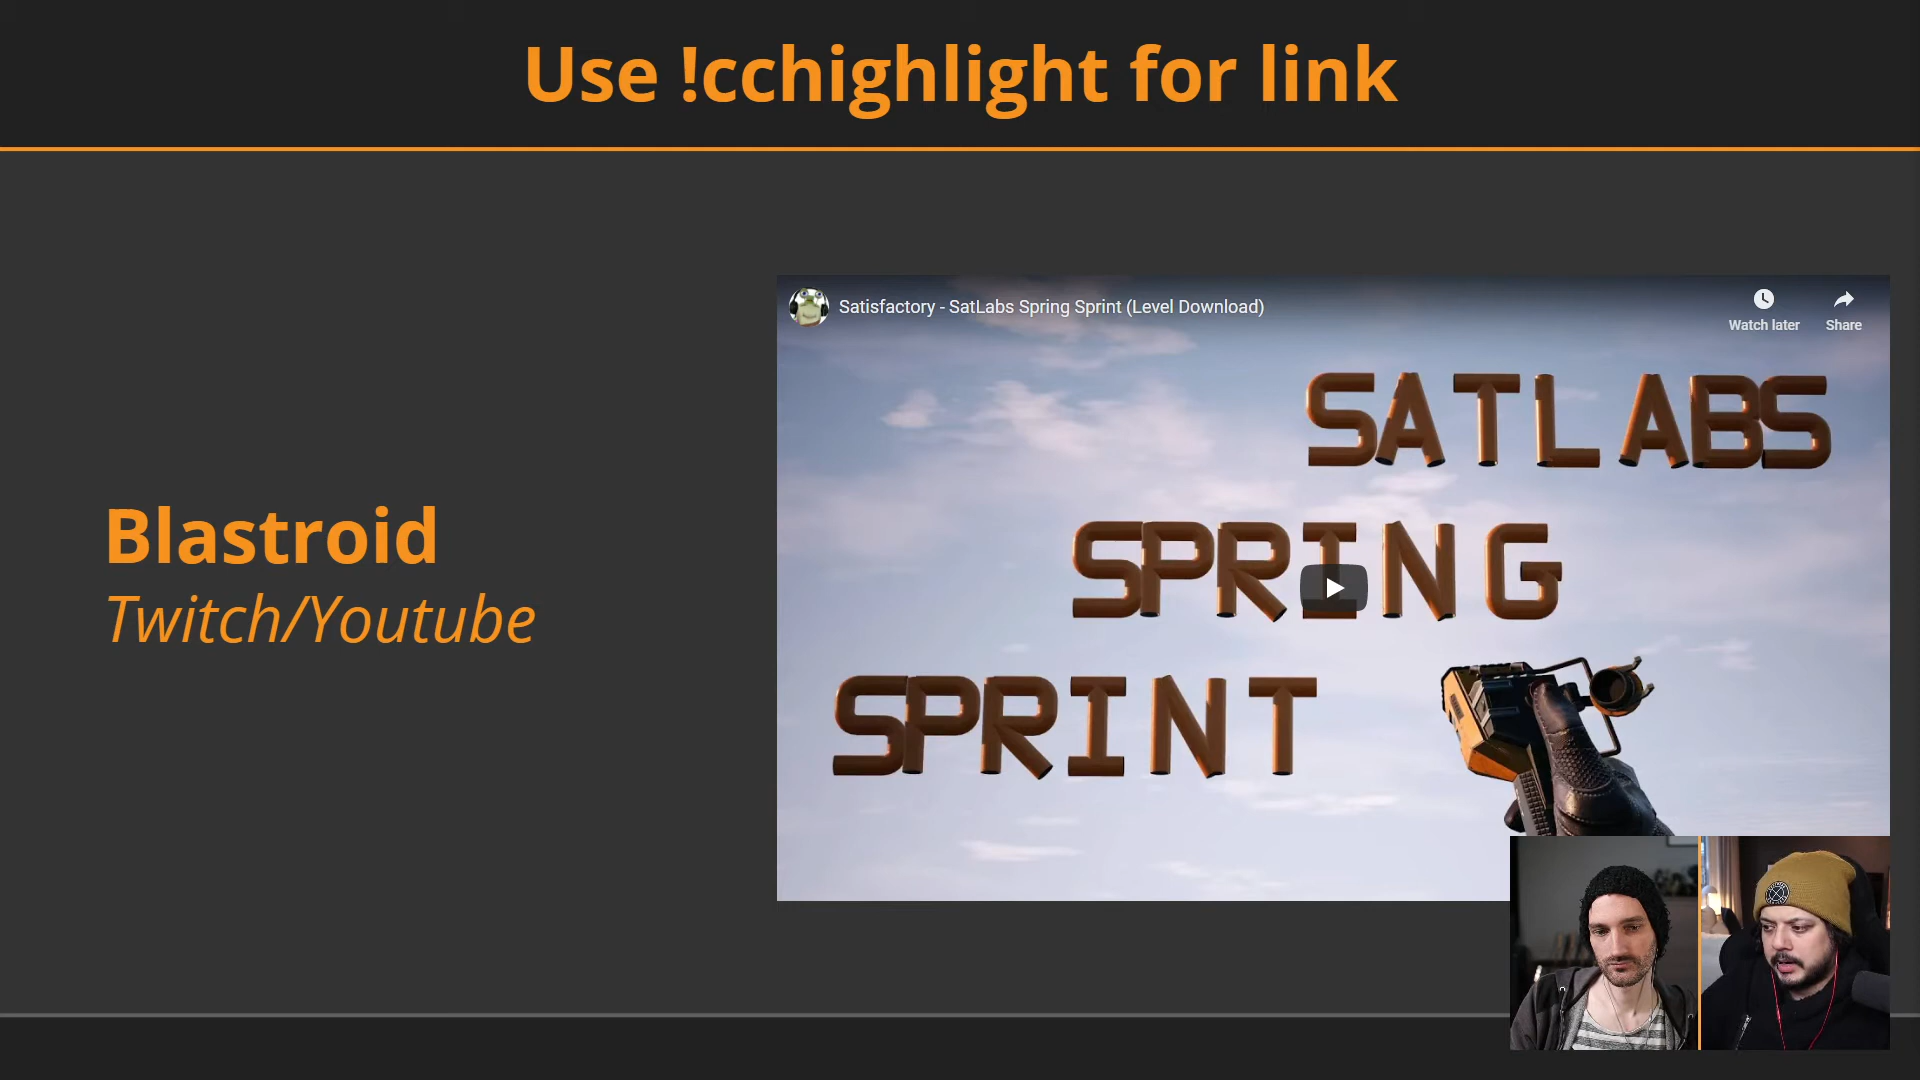 Use !cchighlight for link
Satisfactory - SatLabs Spring Sprint (Level Download)
Watch later
Share
SATLABS
SPRING
SPRINT
Blastroid
Twitch/Youtube